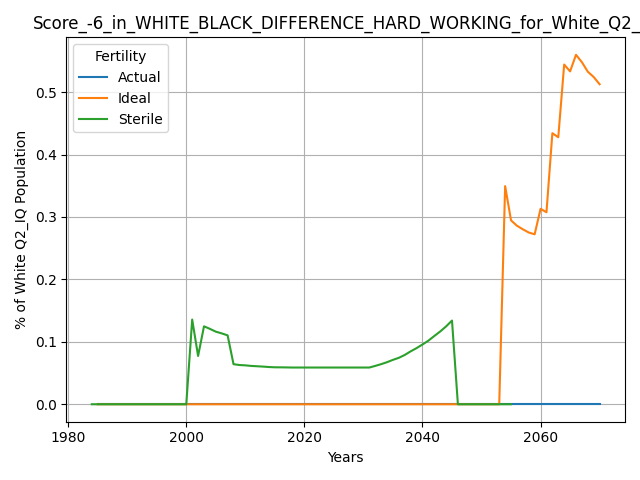 Score_-6_in_WHITE_BLACK_DIFFERENCE_HARD_WORKING_for_White_Q2_
Fertility
Actual
Ideal
Sterile
% of White Q2_IQ Population
0.5
0.4
0.3
0.2
0.1
0.0
1980 2000 2020 2040 2060
Years